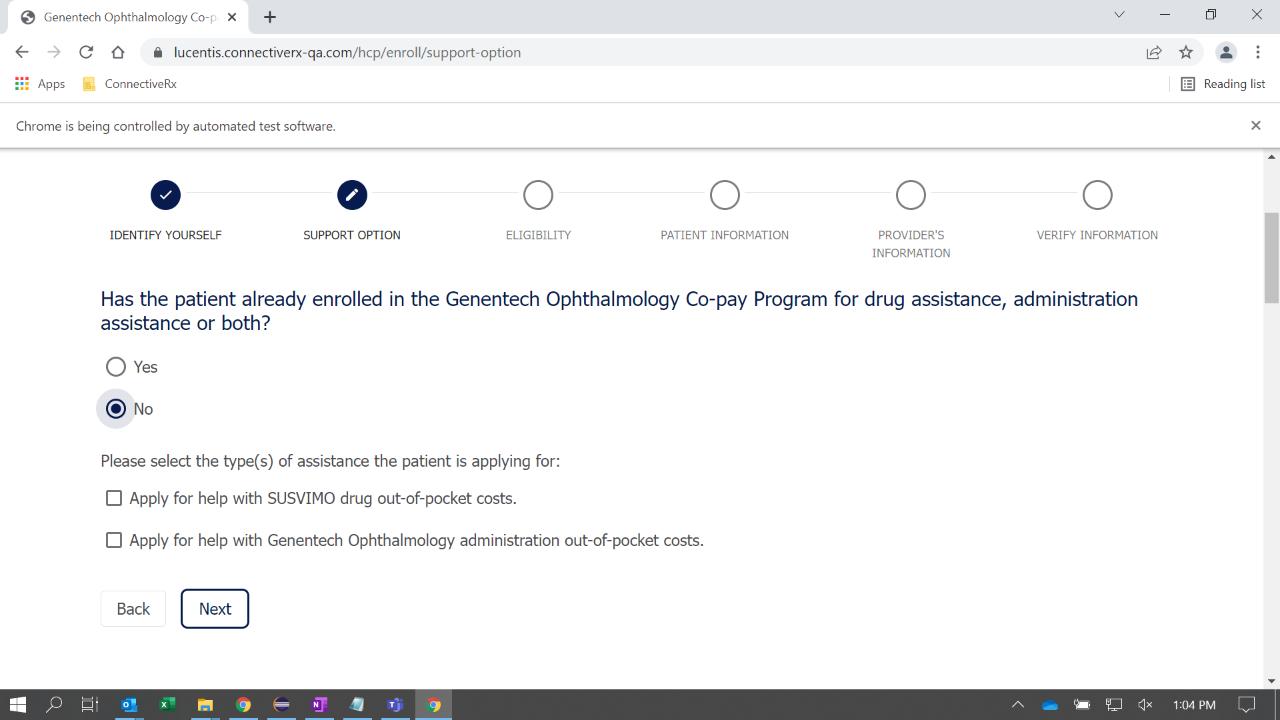 Genentech Ophthalmology Co-p
lucentis.connectiverx-qa.com/hcp/enroll/support-option
Apps
ConnectiveRx
Reading list
Chrome is being controlled by automated test software.
IDENTIFY YOURSELF
SUPPORT OPTION
ELIGIBILITY
PATIENT INFORMATION
PROVIDER'S
INFORMATION
VERIFY INFORMATION
Has the patient already enrolled in the Genentech Ophthalmology Co-pay Program for drug assistance, administration
assistance or both?
Yes
No
Please select the type(s) of assistance the patient is applying for:
Apply for help with SUSVIMO drug out-of-pocket costs.
Apply for help with Genentech Ophthalmology administration out-of-pocket costs.
Back
Next
1:04 PM